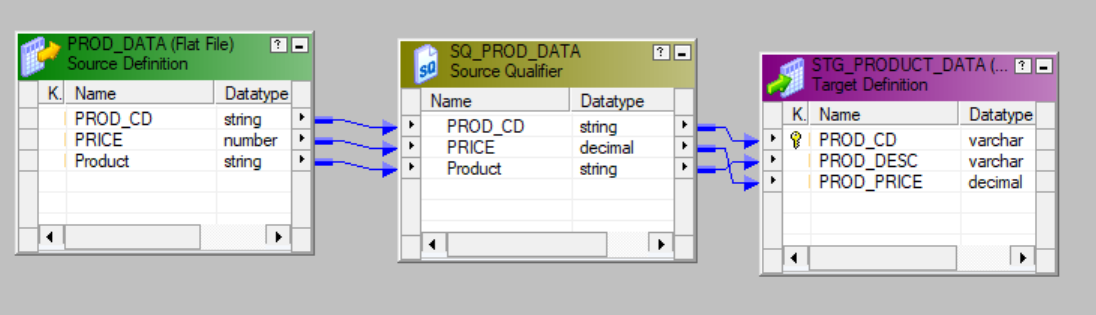 PROD_DATA (Flat File) ?
Source Definition
K. Name Datatype
PROD_CD string
PRICE number
Product string
SQ SQ_PROD_DATA ?
Source Qualifier
Name Datatype
PROD_CD string
PRICE decimal
Product string
STG_PRODUCT_DATA (... ?
Target Definition
K. Name Datatype
PROD_CD varchar
PROD_DESC varchar
PROD_PRICE decimal